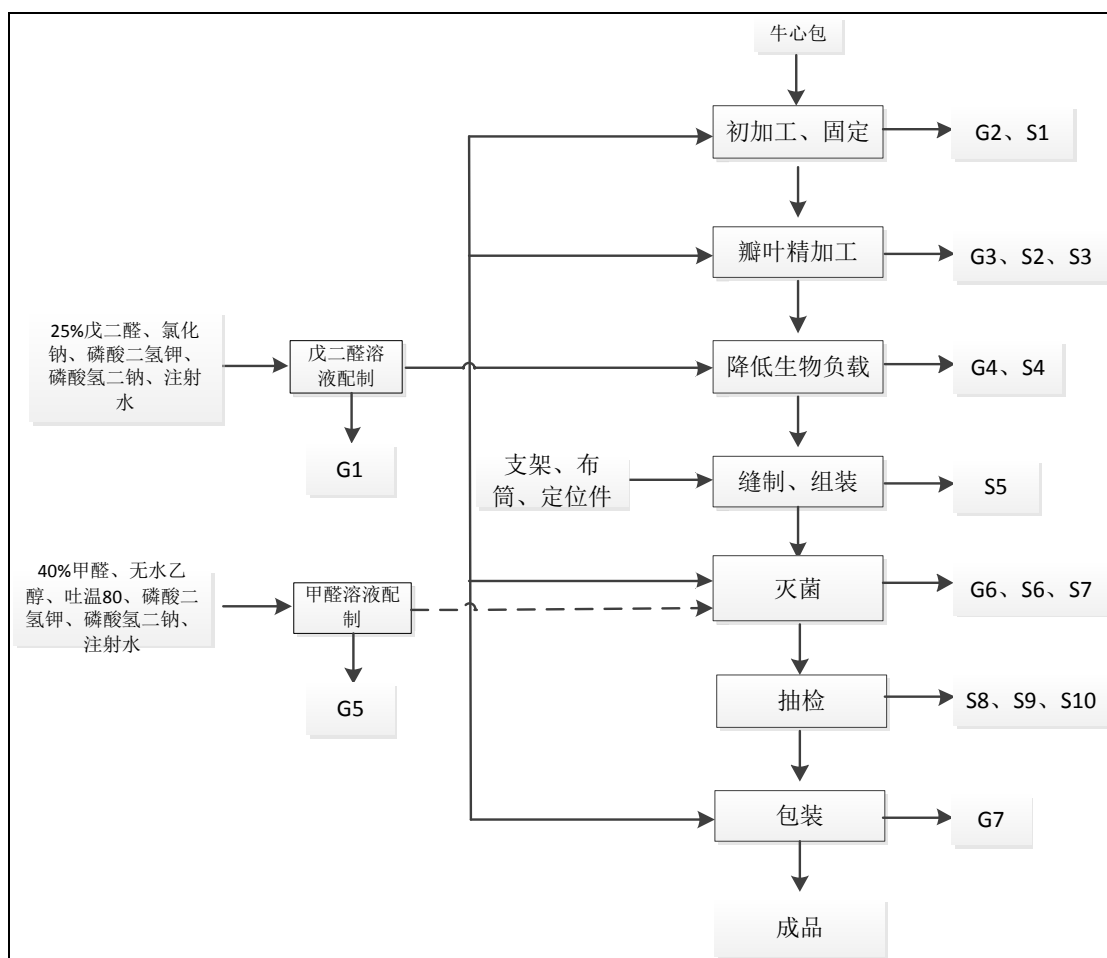 牛心包
初加工、固定
G2、S1
瓣叶精加工
G3、S2、S3
25%戊二醛、氯化
钠、磷酸二氢钾、
磷酸氢二钠、注射
水
戊二醛溶
液配制
降低生物负载
G4、S4
G1
支架、布
筒、定位件
缝制、组装
S5
40%甲醛、无水乙
醇、吐温80、磷酸二
氢钾、磷酸氢二钠、
注射水
甲醛溶液配
制
灭菌
G6、S6、S7
G5
抽检
S8、S9、S10
包装
G7
成品